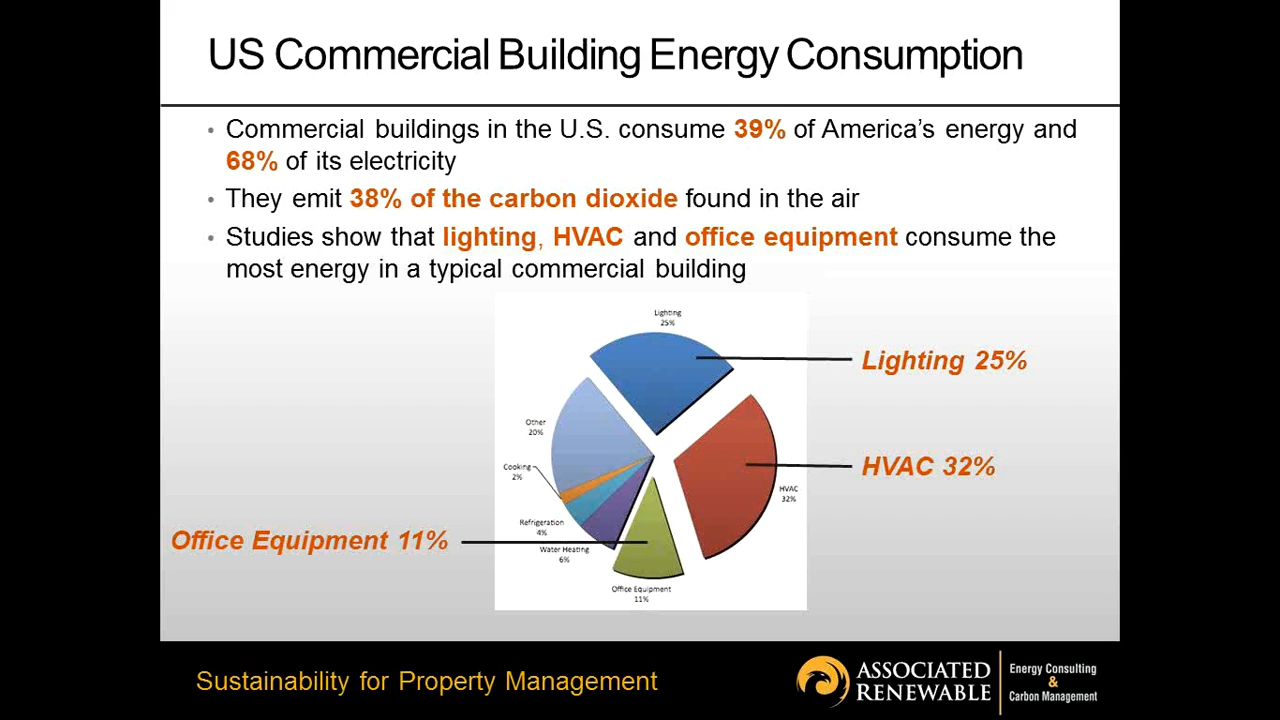 US Commercial Building Energy Consumption
• Commercial buildings in the U.S. consume 39% of America's energy and
68% of its electricity
• They emit 38% of the carbon dioxide found in the air
• Studies show that lighting, HVAC and office equipment consume the
most energy in a typical commercial building
Lighting
25%
Lighting 25%
Other
20%
Cooking
2%
HVAC 32%
HVAC
32%
Refrigeration
4%
Office Equipment 11%
Water Heating
6%
Office Equipment
11%
Sustainability for Property Management
ASSOCIATED
RENEWABLE
Energy Consulting
&
Carbon Management